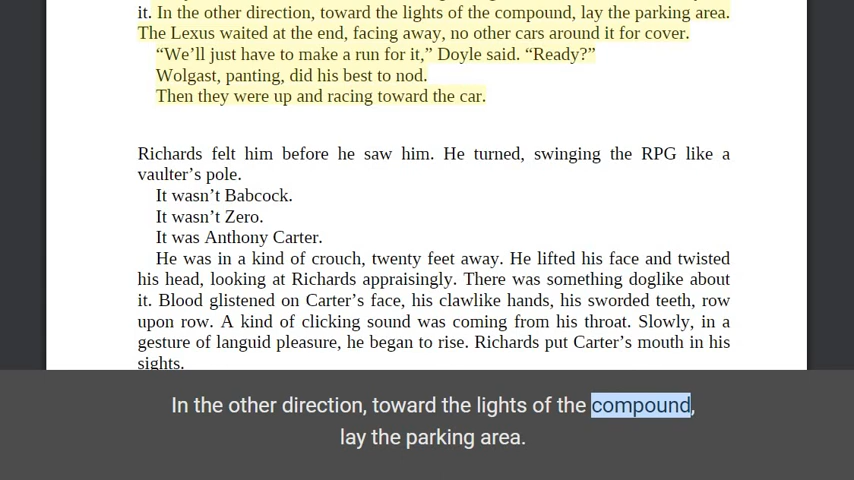 it. In the other direction, toward the lights of the compound, lay the parking area.
The Lexus waited at the end, facing away, no other cars around it for cover.
“We’ll just have to make a run for it,” Doyle said. “Ready?”
Wolgast, panting, did his best to nod.
Then they were up and racing toward the car.
Richards felt him before he saw him. He turned, swinging the RPG like a
vaulter’s pole.
It wasn’t Babcock.
It wasn’t Zero.
It was Anthony Carter.
He was in a kind of crouch, twenty feet away. He lifted his face and twisted
his head, looking at Richards appraisingly. There was something doglike about
it. Blood glistened on Carter’s face, his clawlike hands, his sworded teeth, row
upon row. A kind of clicking sound was coming from his throat. Slowly, in a
gesture of languid pleasure, he began to rise. Richards put Carter’s mouth in his
sights.
In the other direction, toward the lights of the compound,
lay the parking area.